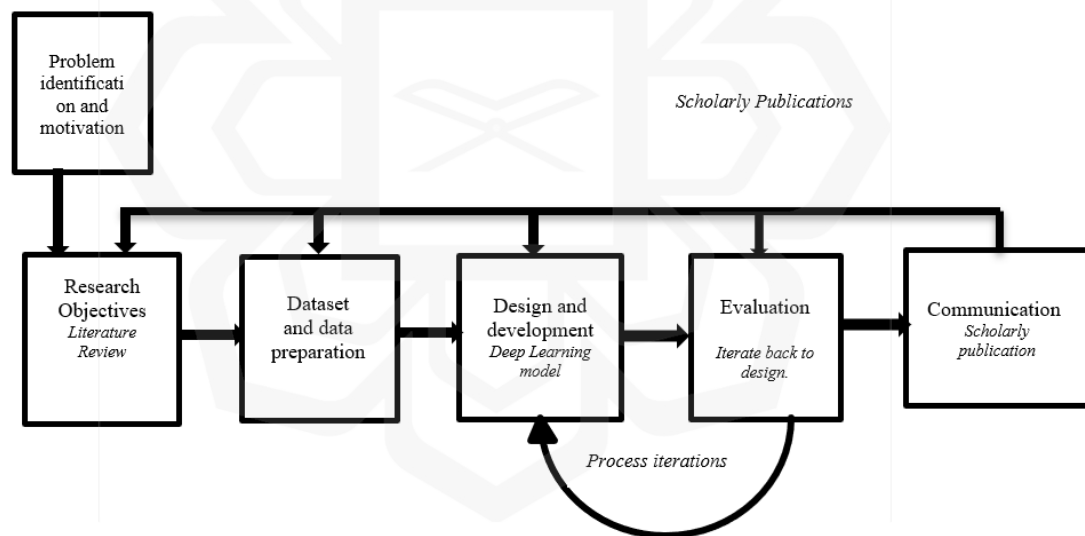 Problem
identificati
on and
motivation
Scholarly Publications
Research
Objectives
Literature
Review
Dataset
and data
preparation
Design and
development
Deep Learning
model
Evaluation
Iterate back to
design.
Communication
Scholarly
publication
Process iterations